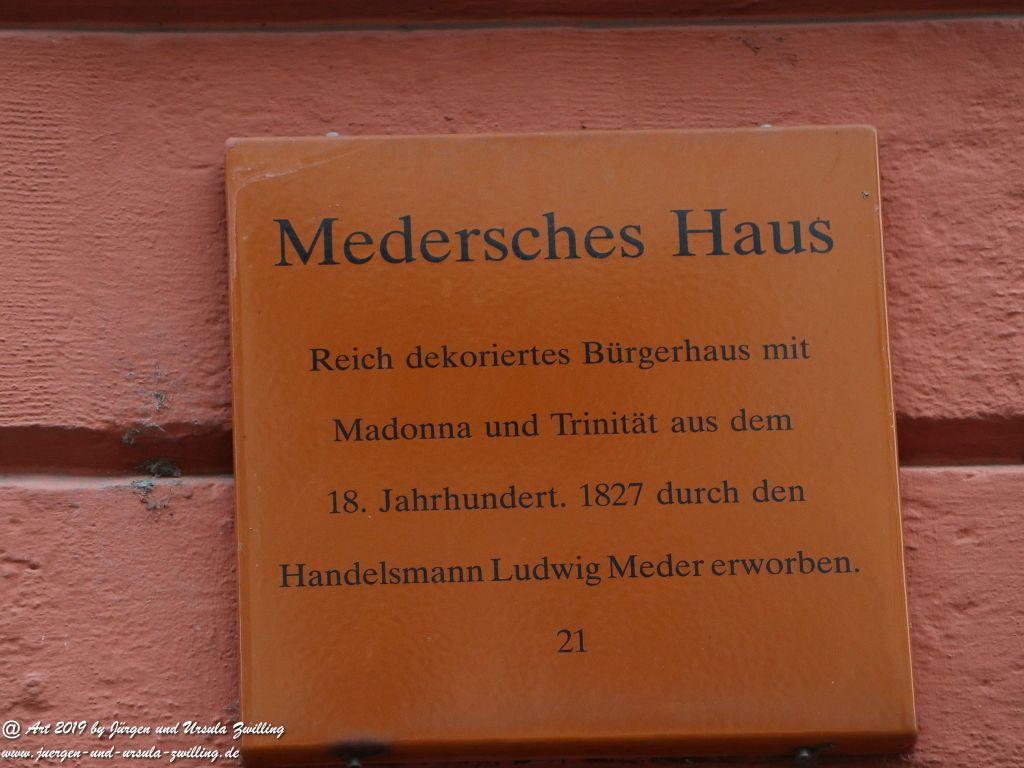 Medersches Haus
Reich dekoriertes Bürgerhaus mit
Madonna und Trinität aus dem
18. Jahrhundert. 1827 durch den
Handelsmann Ludwig Meder erworben.
21
@ Art 2019 by Jürgen und Ursula Zwilling
www.juergen-und-ursula-zwilling.de